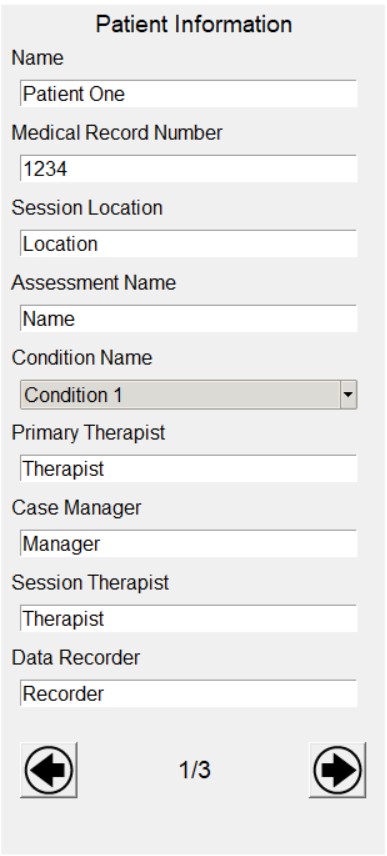 Patient Information
Name
Patient One
Medical Record Number
1234
Session Location
Location
Assessment Name
Name
Condition Name
Condition 1
Primary Therapist
Therapist
Case Manager
Manager
Session Therapist
Therapist
Data Recorder
Recorder
1/3